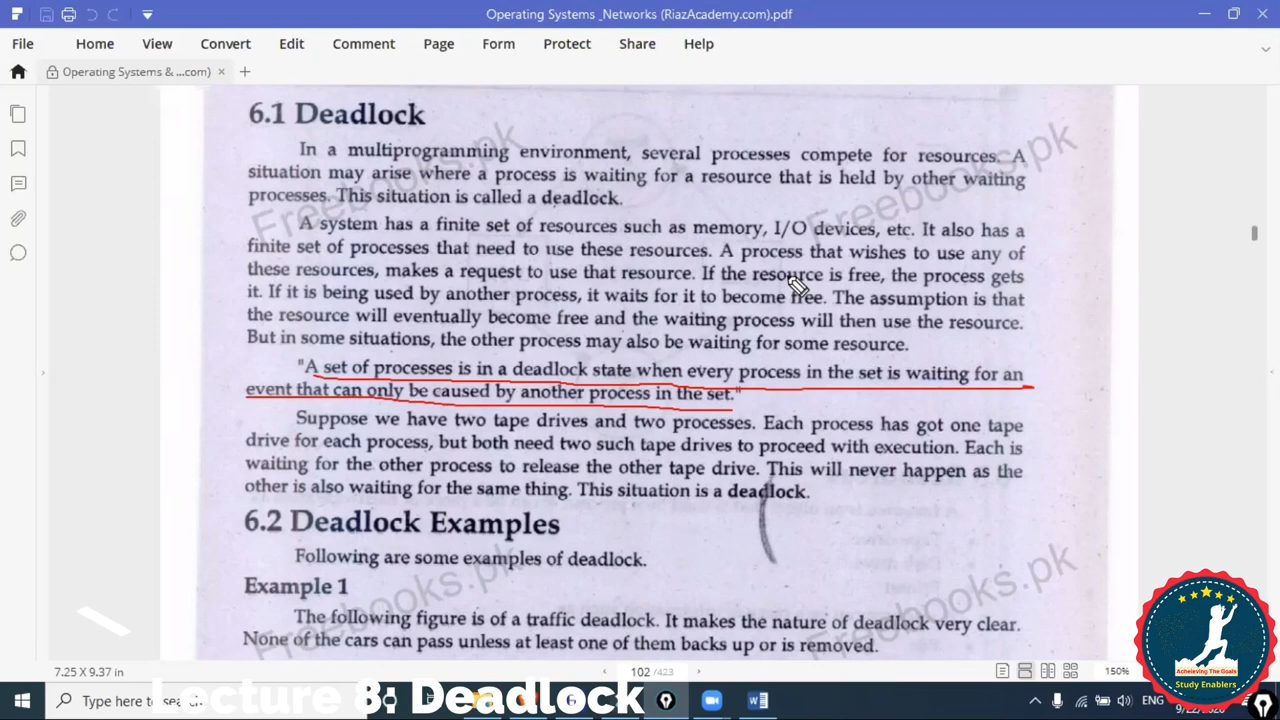 Operating Systems _Networks (RiazAcademy.com).pdf
File Home View Convert Edit Comment Page Form Protect Share Help
Operating Systems & ...com)
6.1 Deadlock
In a multiprogramming environment, several processes compete for resources. A
situation may arise where a process is waiting for a resource that is held by other waiting
processes. This situation is called a deadlock.
A system has a finite set of resources such as memory, I/O devices, etc. It also has a
finite set of processes that need to use these resources. A process that wishes to use any of
these resources, makes a request to use that resource. If the resource is free, the process gets
it. If it is being used by another process, it waits for it to become free. The assumption is that
the resource will eventually become free and the waiting process will then use the resource.
But in some situations, the other process may also be waiting for some resource.
"A set of processes is in a deadlock state when every process in the set is waiting for an
event that can only be caused by another process in the set."
Suppose we have two tape drives and two processes. Each process has got one tape
drive for each process, but both need two such tape drives to proceed with execution. Each is
waiting for the other process to release the other tape drive. This will never happen as the
other is also waiting for the same thing. This situation is a deadlock.
6.2 Deadlock Examples
Following are some examples of deadlock.
Example 1
The following figure is of a traffic deadlock. It makes the nature of deadlock very clear.
None of the cars can pass unless at least one of them backs up or is removed.
Freebooks.pk
Freebooks.pk
Freebooks.pk
Freebooks.pk
7.25 x 9.37 in
102 /423
150%
Type here to
Lecture 8: Deadlock
ENG
Acheieving The Goals
Study Enablers